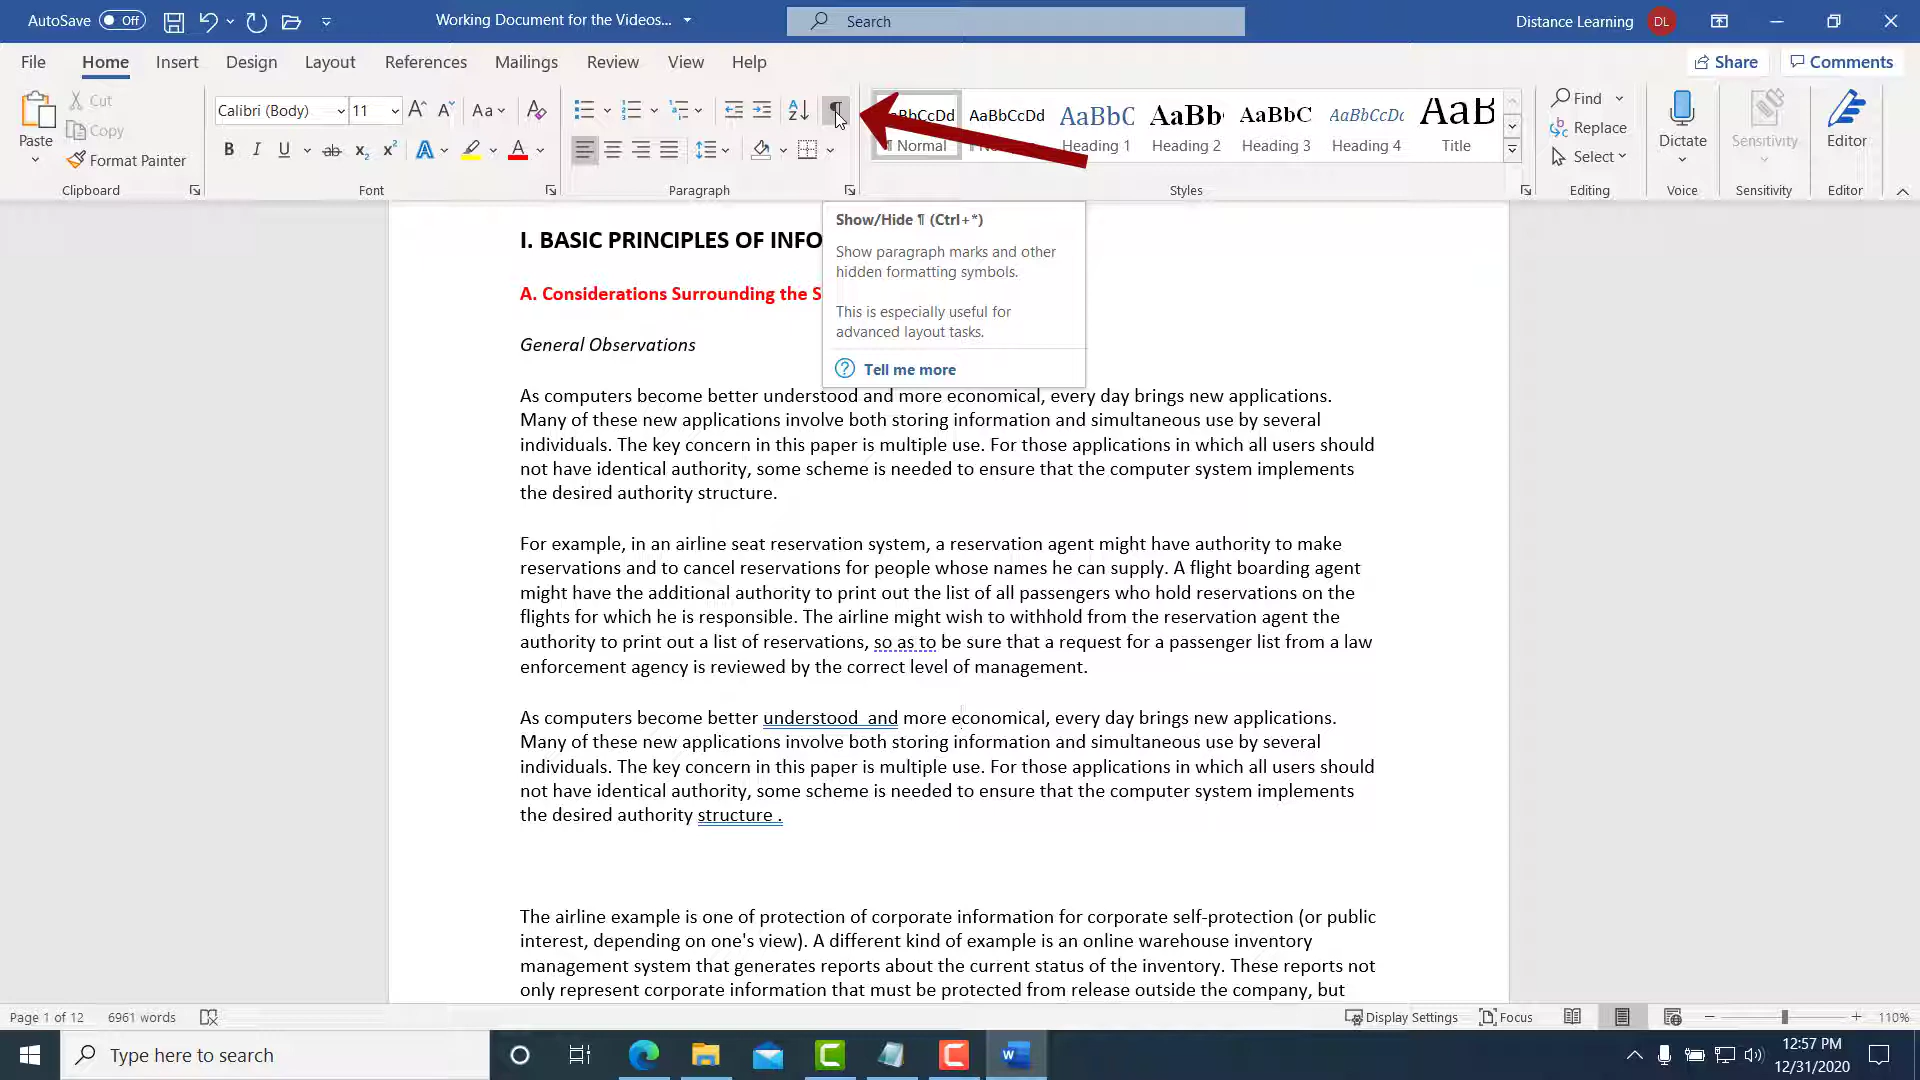 AutoSave Off Working Document for the Videos... Search Distance Learning DL
File Home Insert Design Layout References Mailings Review View Help Share Comments
Paste Cut Copy Format Painter
Calibri (Body) 11 Aa
B I U ab x₂ x² A A
AaBbCcDd AaBbC AaBb AaBbC AaBbCcDc AaB
Normal Heading 1 Heading 2 Heading 3 Heading 4 Title
Find Replace Select Dictate Sensitivity Editor
Clipboard Font Paragraph Styles Editing Voice Sensitivity Editor
Show/Hide ¶ (Ctrl+*)
Show paragraph marks and other
hidden formatting symbols.
This is especially useful for
advanced layout tasks.
Tell me more
I. BASIC PRINCIPLES OF INFO
A. Considerations Surrounding the S
General Observations
As computers become better understood and more economical, every day brings new applications.
Many of these new applications involve both storing information and simultaneous use by several
individuals. The key concern in this paper is multiple use. For those applications in which all users should
not have identical authority, some scheme is needed to ensure that the computer system implements
the desired authority structure.
For example, in an airline seat reservation system, a reservation agent might have authority to make
reservations and to cancel reservations for people whose names he can supply. A flight boarding agent
might have the additional authority to print out the list of all passengers who hold reservations on the
flights for which he is responsible. The airline might wish to withhold from the reservation agent the
authority to print out a list of reservations, so as to be sure that a request for a passenger list from a law
enforcement agency is reviewed by the correct level of management.
As computers become better understood  and more economical, every day brings new applications.
Many of these new applications involve both storing information and simultaneous use by several
individuals. The key concern in this paper is multiple use. For those applications in which all users should
not have identical authority, some scheme is needed to ensure that the computer system implements
the desired authority structure .
The airline example is one of protection of corporate information for corporate self-protection (or public
interest, depending on one's view). A different kind of example is an online warehouse inventory
management system that generates reports about the current status of the inventory. These reports not
only represent corporate information that must be protected from release outside the company, but
Page 1 of 12 6961 words Display Settings Focus 110%
Type here to search 12:57 PM
12/31/2020